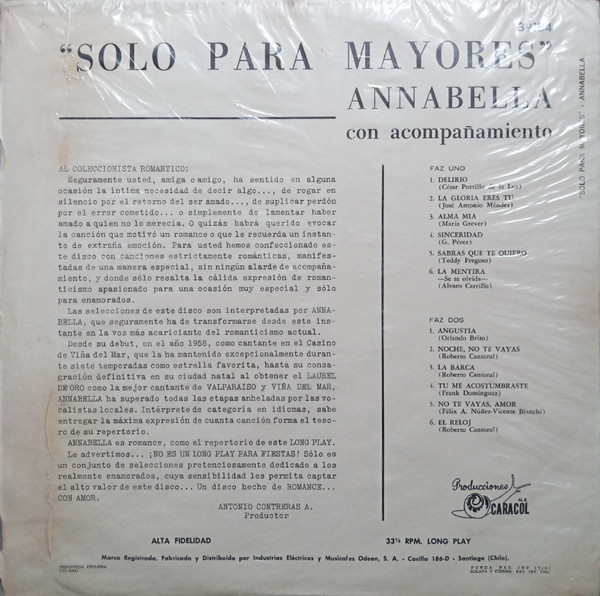 "SOLO PARA MAYORES"
ANNABELLA
con acompañamiento
"SOLO PARA MAYORES" - ANNABELLA
AL COLECCIONISTA ROMANTICO:
Seguramente usted, amiga o amigo, ha sentido en alguna
ocasión la íntima necesidad de decir algo..., de rogar en
silencio por el retorno del ser amado..., de suplicar perdón
por el error cometido... o simplemente de lamentar haber
amado a quien no lo merecía. O quizás habrá querido evocar
la canción que motivó un romance o que le recuerda un instan-
te de extraña emoción. Para usted hemos confeccionado es-
te disco con canciones estrictamente románticas, manifes-
tadas de una manera especial, sin ningún alarde de acompaña-
miento, y donde sólo resalta la cálida expresión de roman-
ticismo apasionado para una ocasión muy especial y sólo
para enamorados.
Las selecciones de este disco son interpretadas por ANNA-
BELLA, que seguramente ha de transformarse desde este ins-
tante en la voz más acariciante del romanticismo actual.
Desde su debut, en el año 1958, como cantante en el Casino
de Viña del Mar, que la ha mantenido excepcionalmente duran-
te siete temporadas como estrella favorita, hasta su consa-
gración definitiva en su ciudad natal al obtener el LAUREL
DE ORO como la mejor cantante de VALPARAISO y VIÑA DEL MAR,
ANNABELLA ha superado todas las etapas anheladas por las vo-
calistas locales. Intérprete de categoría en idiomas, sabe
entregar la máxima expresión de cuanta canción forma el teso-
ro de su repertorio.
ANNABELLA es romance, como el repertorio de este LONG PLAY.
Le advertimos... ¡NO ES UN LONG PLAY PARA FIESTAS! Sólo es
un conjunto de selecciones pretenciosamente dedicado a los
realmente enamorados, cuya sensibilidad les permita captar
el alto valor de este disco... Un disco hecho de ROMANCE...
CON AMOR.
ANTONIO CONTRERAS A.
Productor
FAZ UNO
1. DELIRIO
(César Portillo de la Luz)
2. LA GLORIA ERES TU
(José Antonio Méndez)
3. ALMA MIA
(María Grever)
4. SINCERIDAD
(G. Pérez)
5. SABRAS QUE TE QUIERO
(Teddy Fregoso)
6. LA MENTIRA
—Se te olvida—
(Alvaro Carrillo)
FAZ DOS
1. ANGUSTIA
(Orlando Brito)
2. NOCHE, NO TE VAYAS
(Roberto Cantoral)
3. LA BARCA
(Roberto Cantoral)
4. TU ME ACOSTUMBRASTE
(Frank Domínguez)
5. NO TE VAYAS, AMOR
(Félix A. Núñez-Vicente Bianchi)
6. EL RELOJ
(Roberto Cantoral)
Producciones
M.R.
CARACOL
ALTA FIDELIDAD
33⅓ RPM. LONG PLAY
Marca Registrada. Fabricado y Distribuido por Industrias Eléctricas y Musicales Odeon, S. A. - Casilla 186-D - Santiago (Chile).
INDUSTRIA CHILENA